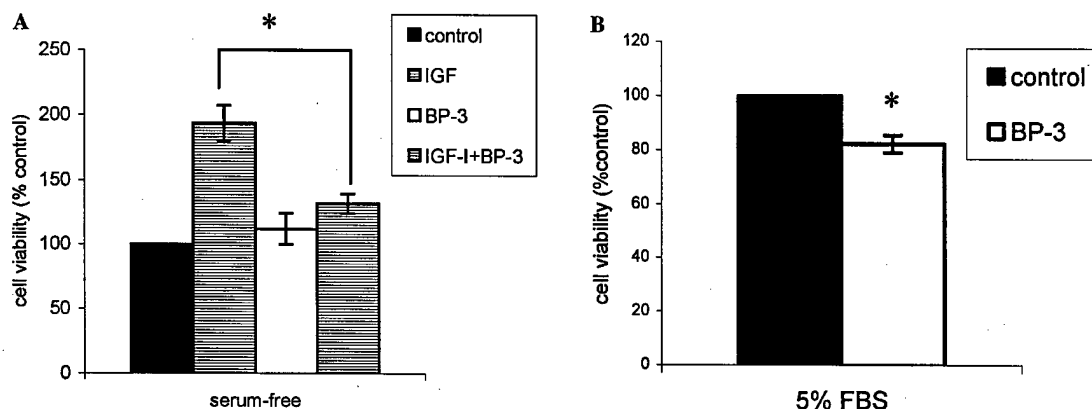 A
*
cell viability (% control)
250
200
150
100
50
0
serum-free
control
IGF
BP-3
IGF-I+BP-3
B
*
cell viability (%control)
120
100
80
60
40
20
0
5% FBS
control
BP-3